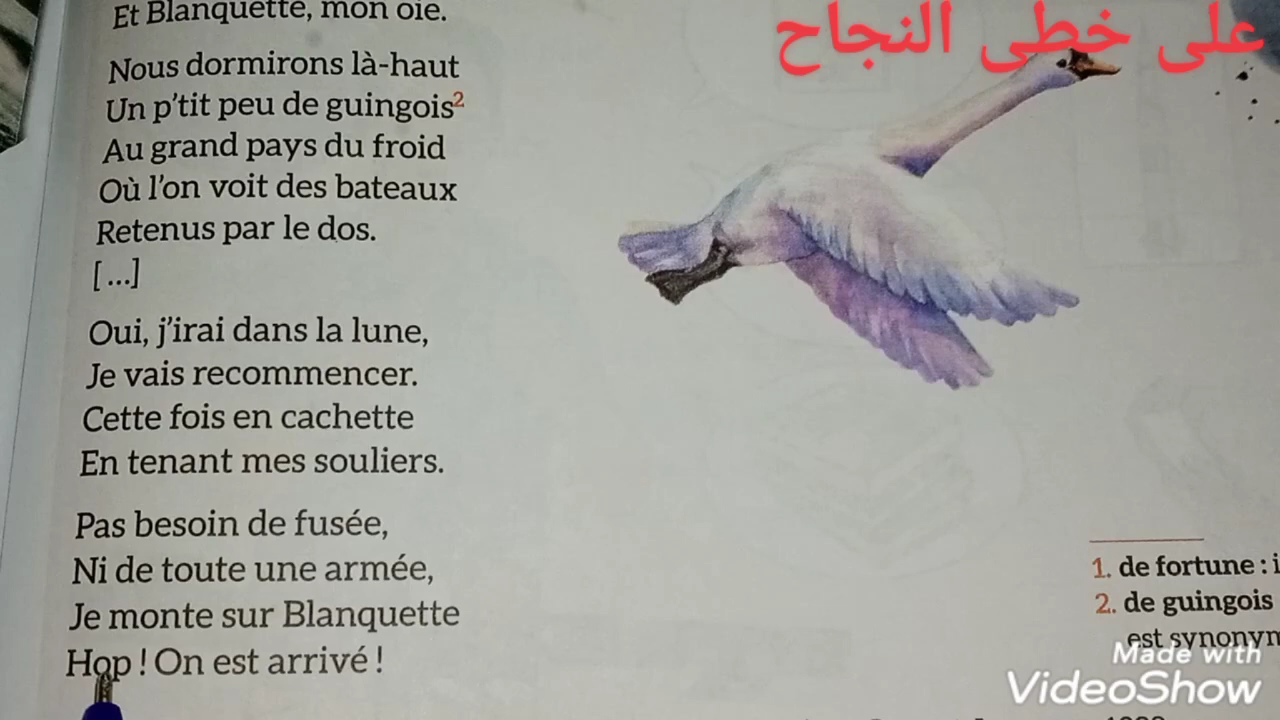 Et Blanquette, mon oie.
Nous dormirons là-haut
Un p'tit peu de guingois²
Au grand pays du froid
Où l'on voit des bateaux
Retenus par le dos.
[...]
Oui, j'irai dans la lune,
Je vais recommencer.
Cette fois en cachette
En tenant mes souliers.
Pas besoin de fusée,
Ni de toute une armée,
Je monte sur Blanquette
Hop ! On est arrivé !
على خطى النجاح
1. de fortune :
2. de guingois
est
Made with
VideoShow